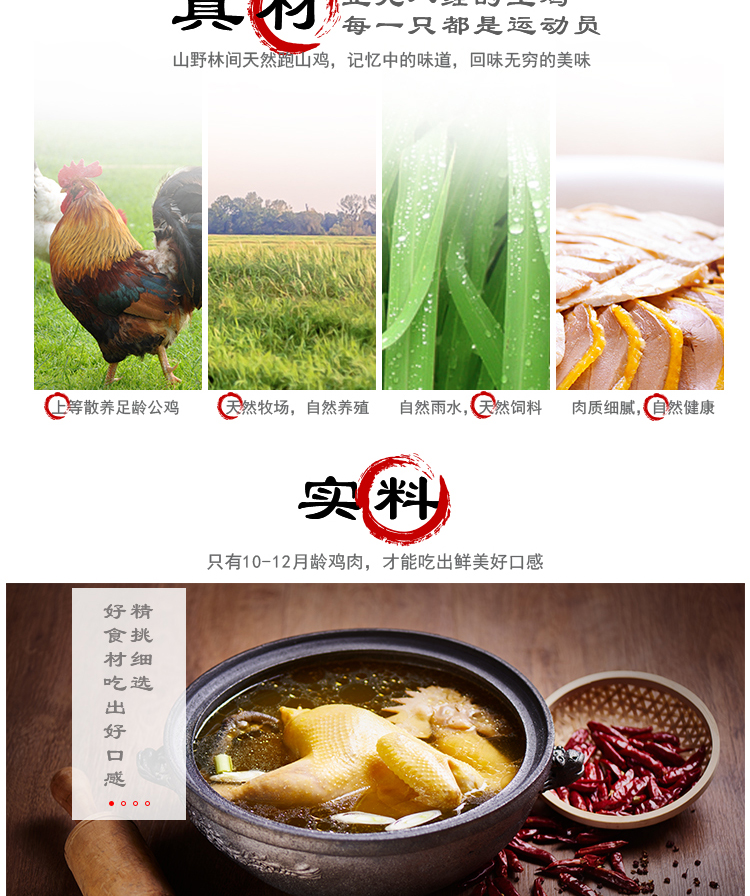 真材
每一只都是运动员
山野林间天然跑山鸡，记忆中的味道，回味无穷的美味
上等散养足龄公鸡
天然牧场，自然养殖
自然雨水，天然饲料
肉质细腻，自然健康
实料
只有10-12月龄鸡肉，才能吃出鲜美好口感
精挑细选
好食材吃出好口感